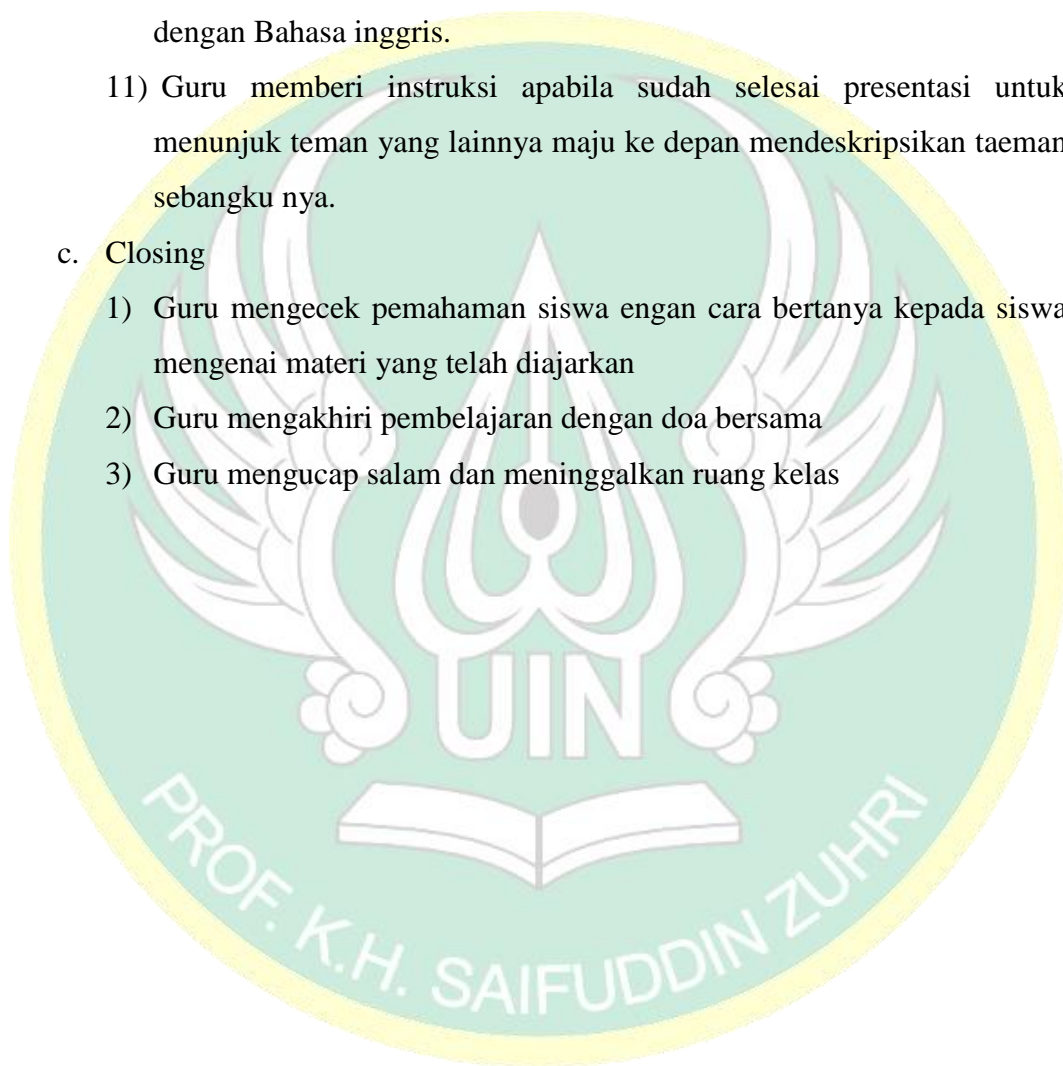 dengan Bahasa inggris.
11) Guru memberi instruksi apabila sudah selesai presentasi untuk
menunjuk teman yang lainnya maju ke depan mendeskripsikan taeman
sebangku nya.
c. Closing
1) Guru mengecek pemahaman siswa engan cara bertanya kepada siswa
mengenai materi yang telah diajarkan
2) Guru mengakhiri pembelajaran dengan doa bersama
3) Guru mengucap salam dan meninggalkan ruang kelas
UIN
PROF. K.H. SAIFUDDIN ZUHRI